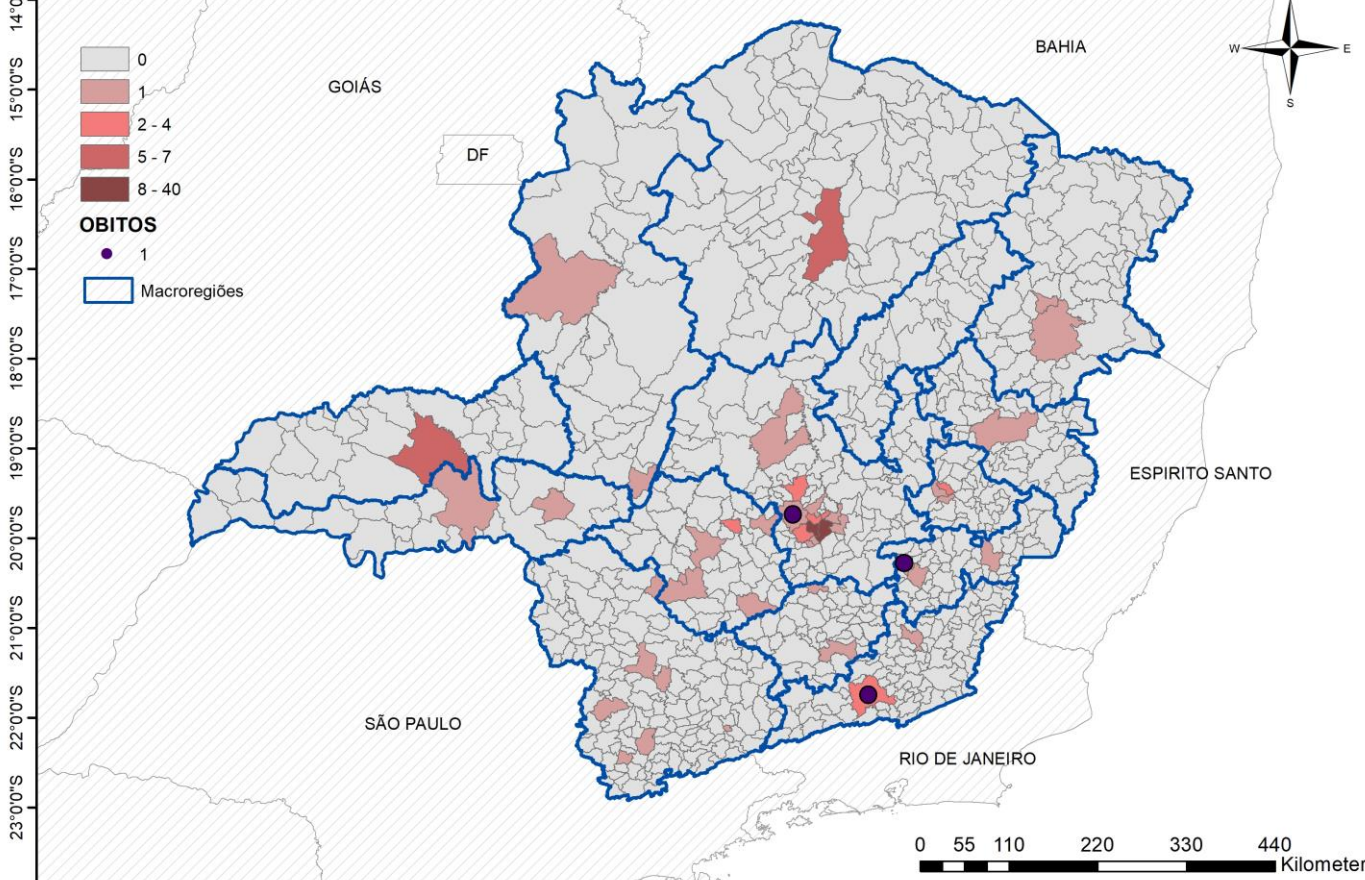 14°0
15°0'0"S
16°0'0"S
17°0'0"S
18°0'0"S
19°0'0"S
20°0'0"S
21°0'0"S
22°0'0"S
23°0'0"S
0
1
2 - 4
5 - 7
8 - 40
OBITOS
1
Macroregiões
GOIÁS
DF
BAHIA
W
E
S
ESPIRITO SANTO
SÃO PAULO
RIO DE JANEIRO
0 55 110 220 330 440
Kilometer